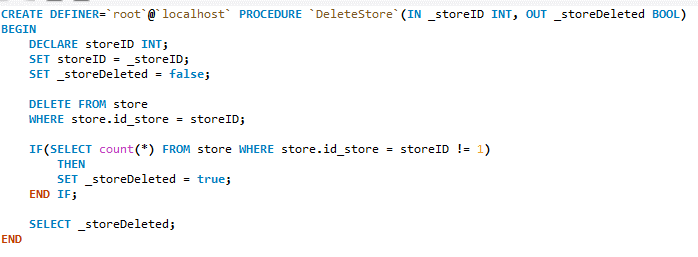 CREATE DEFINER=`root`@`localhost` PROCEDURE `DeleteStore`(IN _storeID INT, OUT _storeDeleted BOOL)
BEGIN
    DECLARE storeID INT;
    SET storeID = _storeID;
    SET _storeDeleted = false;

    DELETE FROM store
    WHERE store.id_store = storeID;

    IF(SELECT count(*) FROM store WHERE store.id_store = storeID != 1)
        THEN
        SET _storeDeleted = true;
    END IF;

    SELECT _storeDeleted;
END